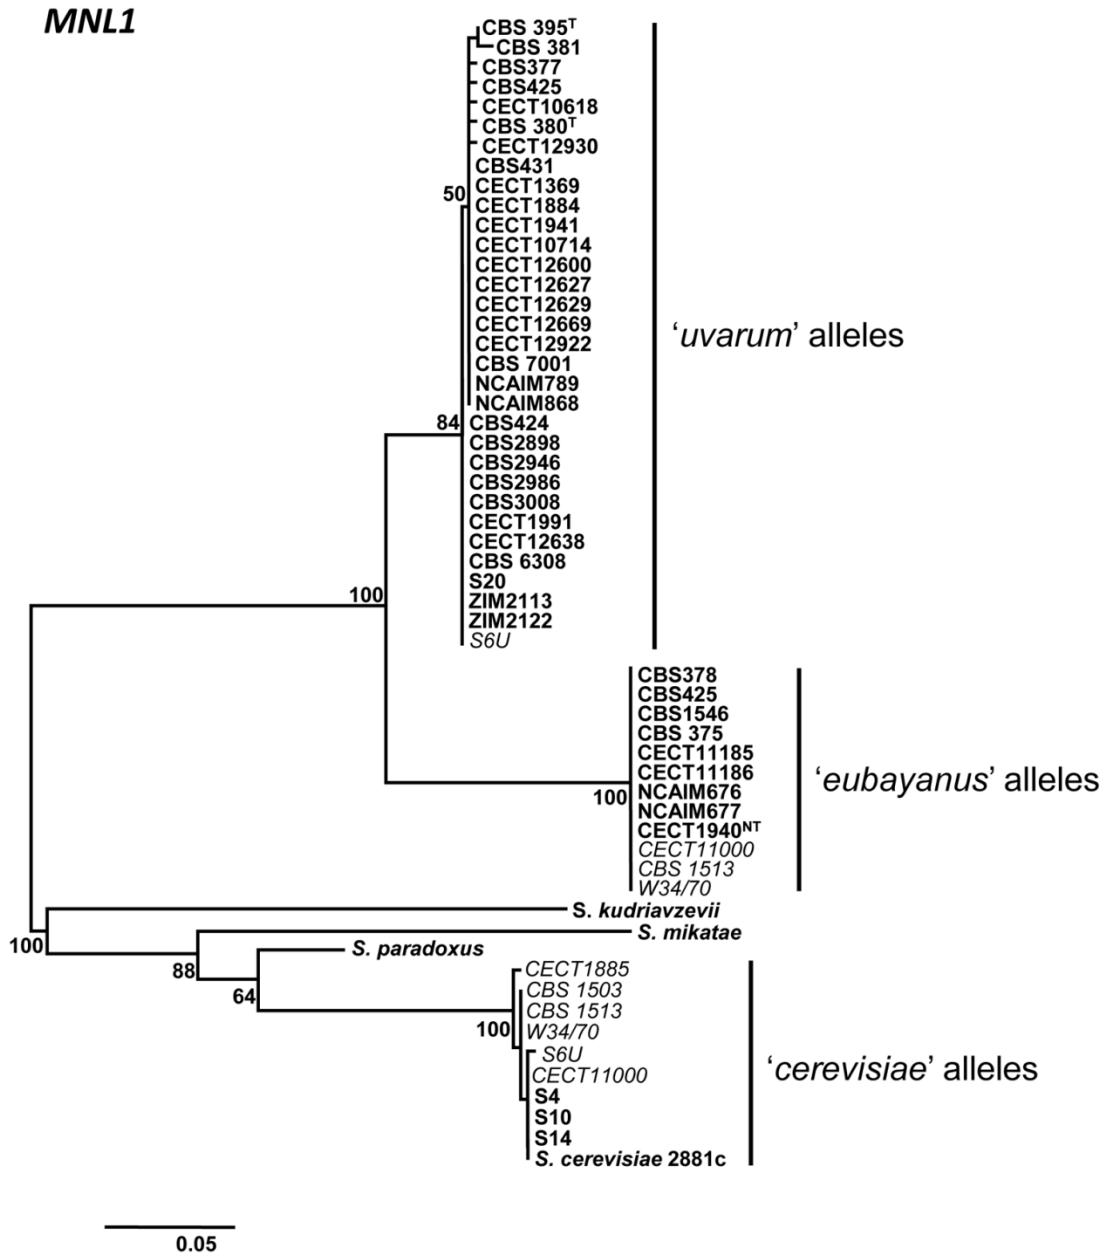 MNL1
CBS 395T
CBS 381
CBS377
CBS425
CECT10618
CBS 380T
CECT12930
CBS431
CECT1369
50
CECT1884
CECT1941
CECT10714
CECT12600
CECT12627
CECT12629
CECT12669
'uvarum' alleles
CECT12922
CBS 7001
NCAIM789
NCAIM868
84
CBS424
CBS2898
CBS2946
CBS2986
CBS3008
CECT1991
CECT12638
CBS 6308
S20
100
ZIM2113
ZIM2122
S6U
CBS378
CBS425
CBS1546
CBS 375
CECT11185
CECT11186
'eubayanus' alleles
NCAIM676
100
NCAIM677
CECT1940NT
CECT11000
CBS 1513
W34/70
S. kudriavzevii
S. mikatae
100
S. paradoxus
88
64
CECT1885
CBS 1503
CBS 1513
100
W34/70
S6U
'cerevisiae' alleles
CECT11000
S4
S10
S14
S. cerevisiae 2881c
0.05